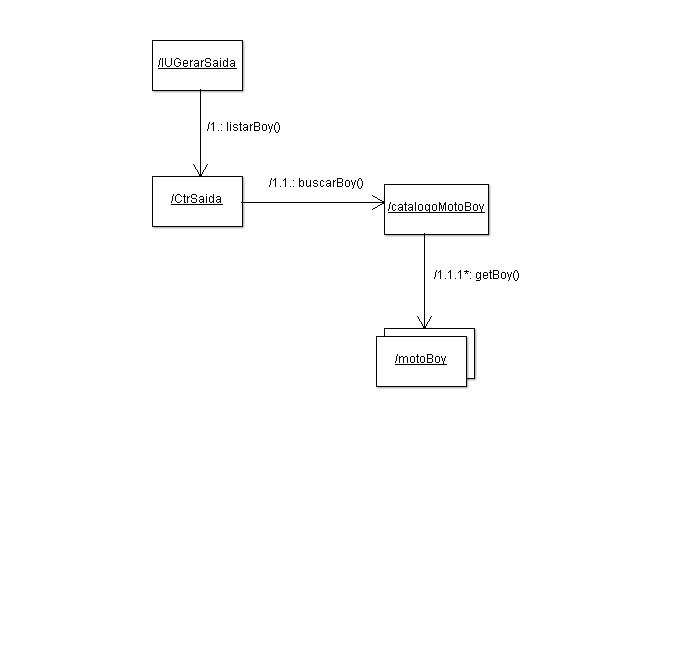 /IUGerarSaida
/1.: listarBoy()
/CtrSaida
/1.1.: buscarBoy()
/catalogoMotoBoy
/1.1.1*: getBoy()
/motoBoy